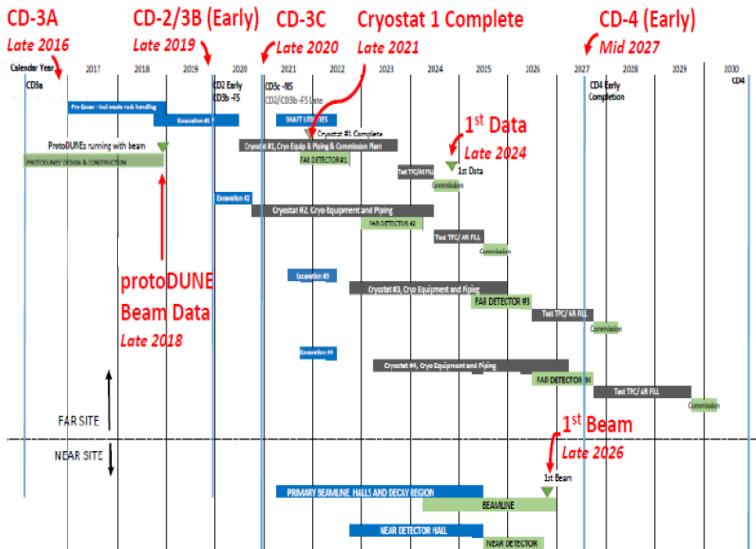 CD-3A
Late 2016
CD-2/3B (Early)
Late 2019
CD-3C
Late 2020
Cryostat 1 Complete
Late 2021
CD-4 (Early)
Mid 2027
Calendar Year
2017
2018
2019
2020
2021
2022
2023
2024
2025
2026
2027
2028
2029
2030
CD3a
CD2 Early
CD3b -FS
CD3c -NS
CD2/CD3b -FS Late
CD4 Early
Completion
CD4
Pre-Excav - incl waste rock handling
Excavation #1
SHAFT UTILITIES
Cryostat #1 Complete
ProtoDUNEs running with beam
Cryostat #1, Cryo Equip & Piping & Commission Plant
PROTODUNES' DESIGN & CONSTRUCTION
FAR DETECTOR #1
Test TPC/AR FILL
Commission
1st Data
Late 2024
1st Data
Excavation #2
Cryostat #2, Cryo Equipment and Piping
FAR DETECTOR #2
Test TPC/ AR FILL
Commission
protoDUNE
Beam Data
Late 2018
Excavation #3
Cryostat #3, Cryo Equipment and Piping
FAR DETECTOR #3
Test TPC/ AR FILL
Commission
Excavation #4
Cryostat #4, Cryo Equipment and Piping
FAR DETECTOR #4
Test TPC/ AR FILL
Commission
FAR SITE
NEAR SITE
1st Beam
Late 2026
1st Beam
PRIMARY BEAMLINE, HALLS AND DECAY REGION
BEAMLINE
NEAR DETECTOR HALL
NEAR DETECTOR